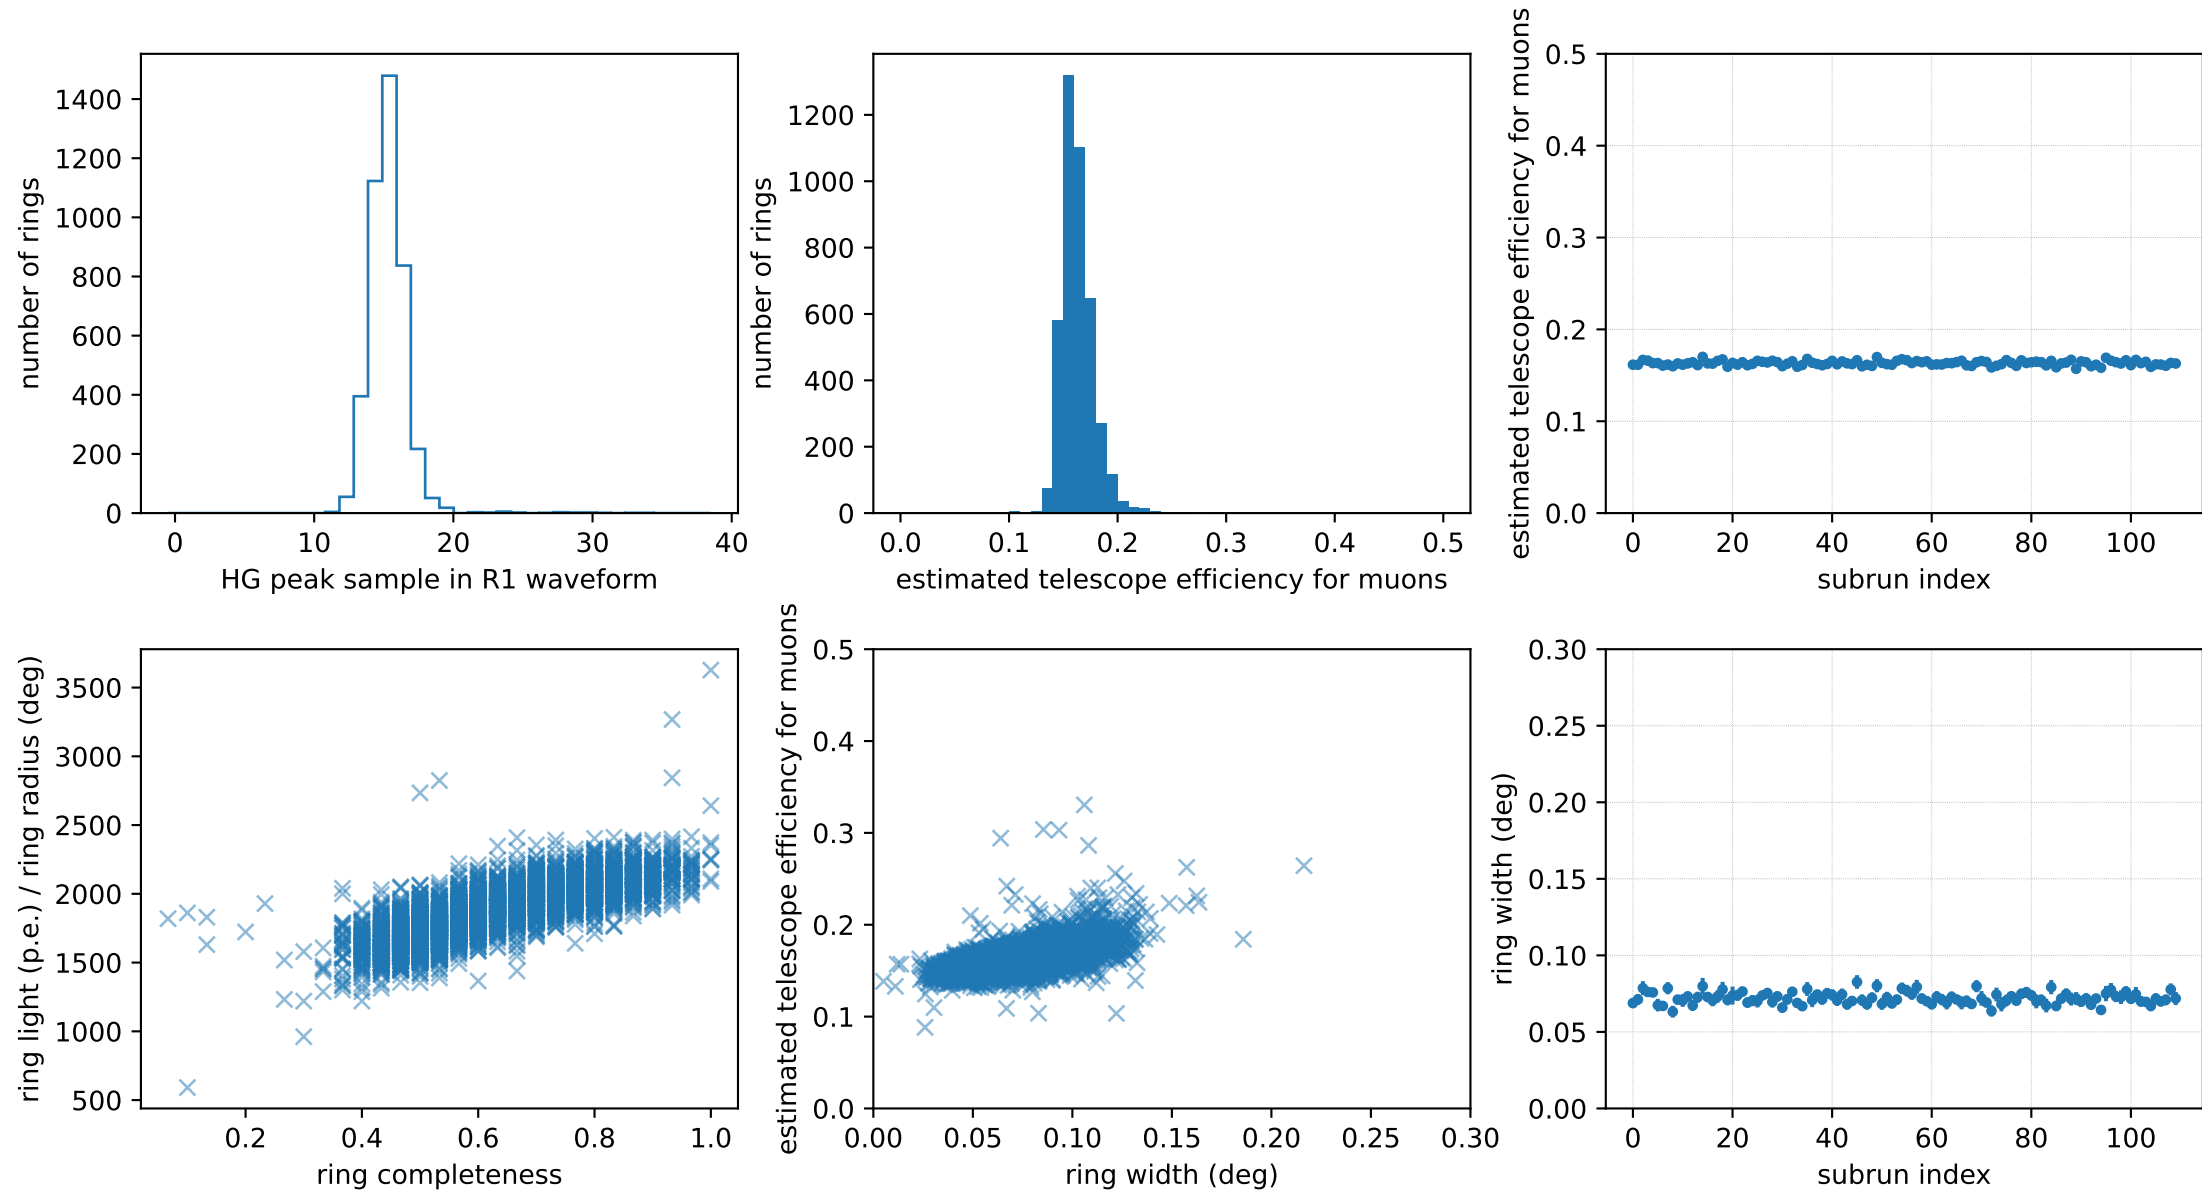 1400
1200
1000
800
600
400
200
0
number of rings
0 10 20 30 40
HG peak sample in R1 waveform
1200
1000
800
600
400
200
0
number of rings
0.0 0.1 0.2 0.3 0.4 0.5
estimated telescope efficiency for muons
0.5
0.4
0.3
0.2
0.1
0.0
estimated telescope efficiency for muons
0 20 40 60 80 100
subrun index
3500
3000
2500
2000
1500
1000
500
ring light (p.e.) / ring radius (deg)
0.2 0.4 0.6 0.8 1.0
ring completeness
0.5
0.4
0.3
0.2
0.1
0.0
estimated telescope efficiency for muons
0.00 0.05 0.10 0.15 0.20 0.25 0.30
ring width (deg)
0.30
0.25
0.20
0.15
0.10
0.05
0.00
ring width (deg)
0 20 40 60 80 100
subrun index